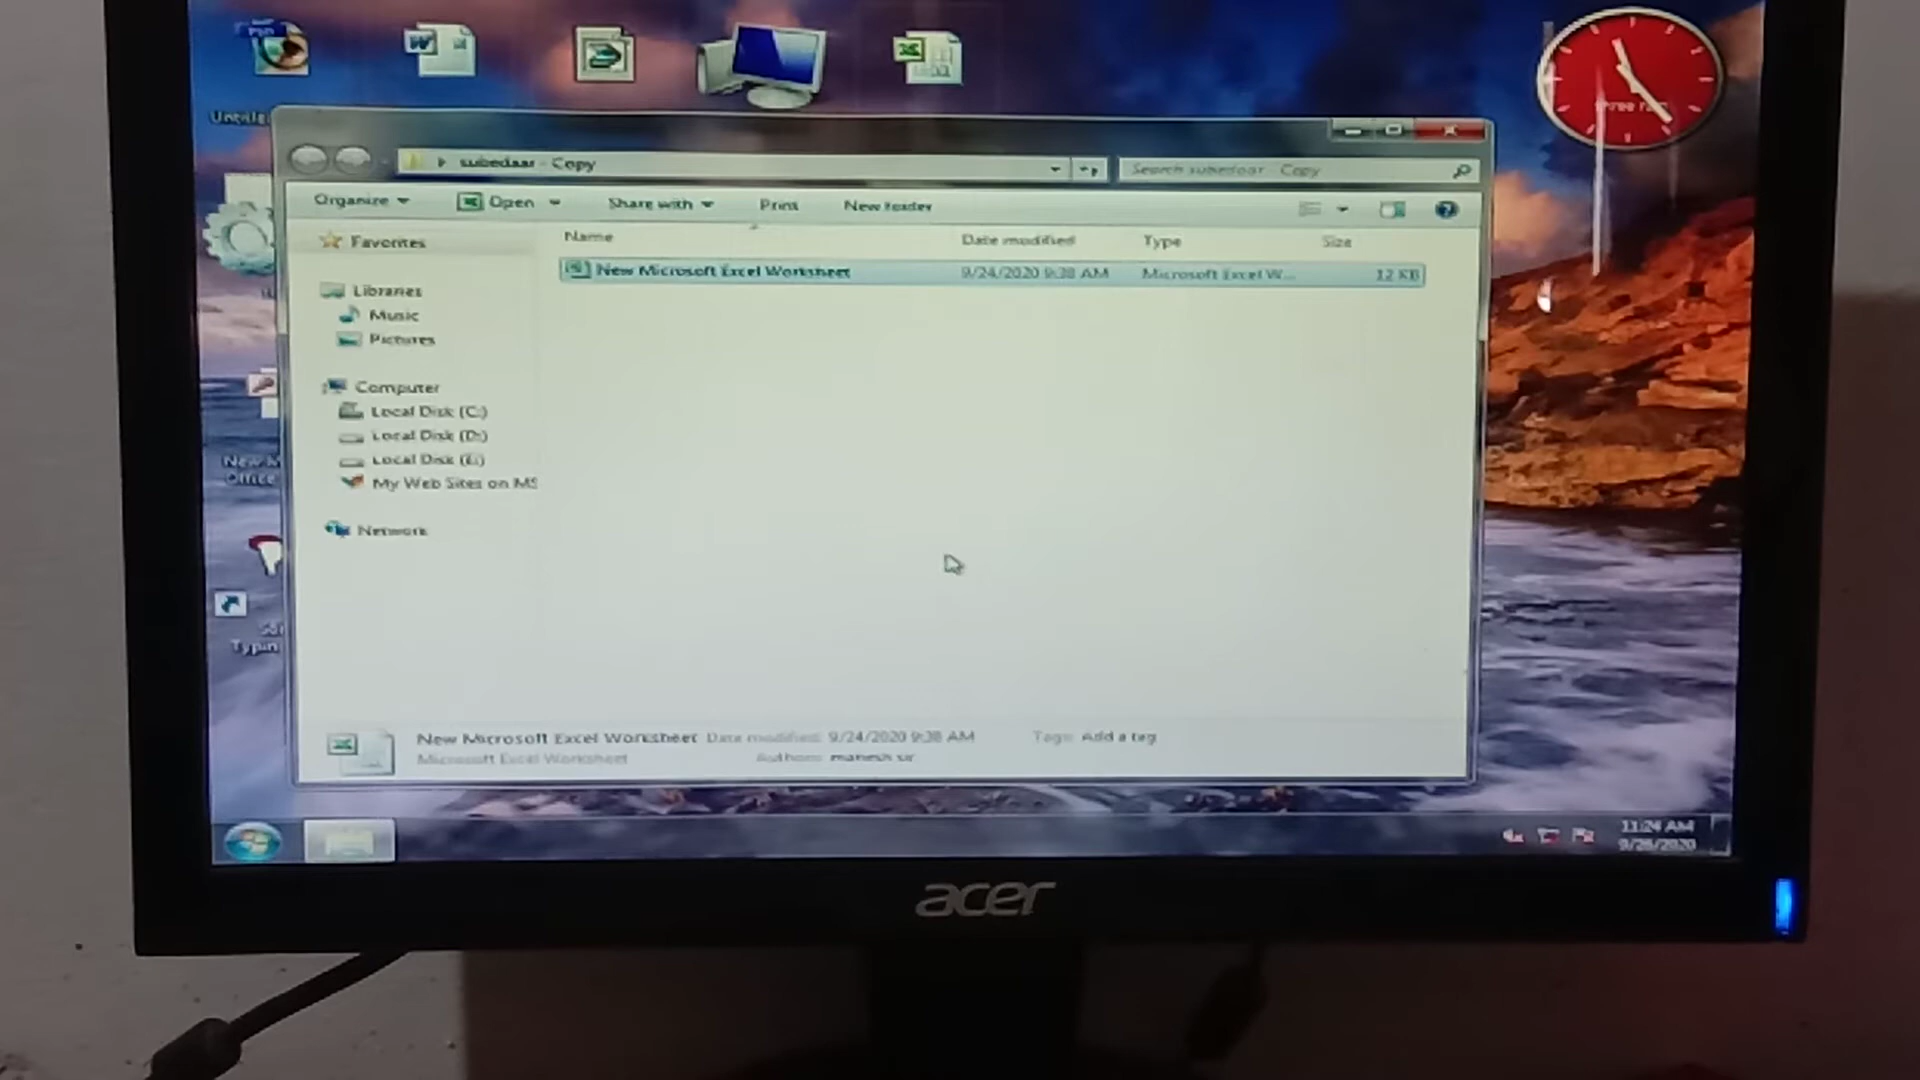 subedaar - Copy
Search subedaar - Copy
Organize
Open
Share with
Print
New folder
Favorites
Libraries
Music
Pictures
Computer
Local Disk (C:)
Local Disk (D:)
Local Disk (E:)
My Web Sites on MS
Network
Name Date modified Type Size
New Microsoft Excel Worksheet 9/24/2020 9:38 AM Microsoft Excel W... 12 KB
New Microsoft Excel Worksheet Date modified: 9/24/2020 9:38 AM Tags: Add a tag
Microsoft Excel Worksheet Authors: mahesh sir
Office
Typin
11:24 AM
9/28/2020
acer